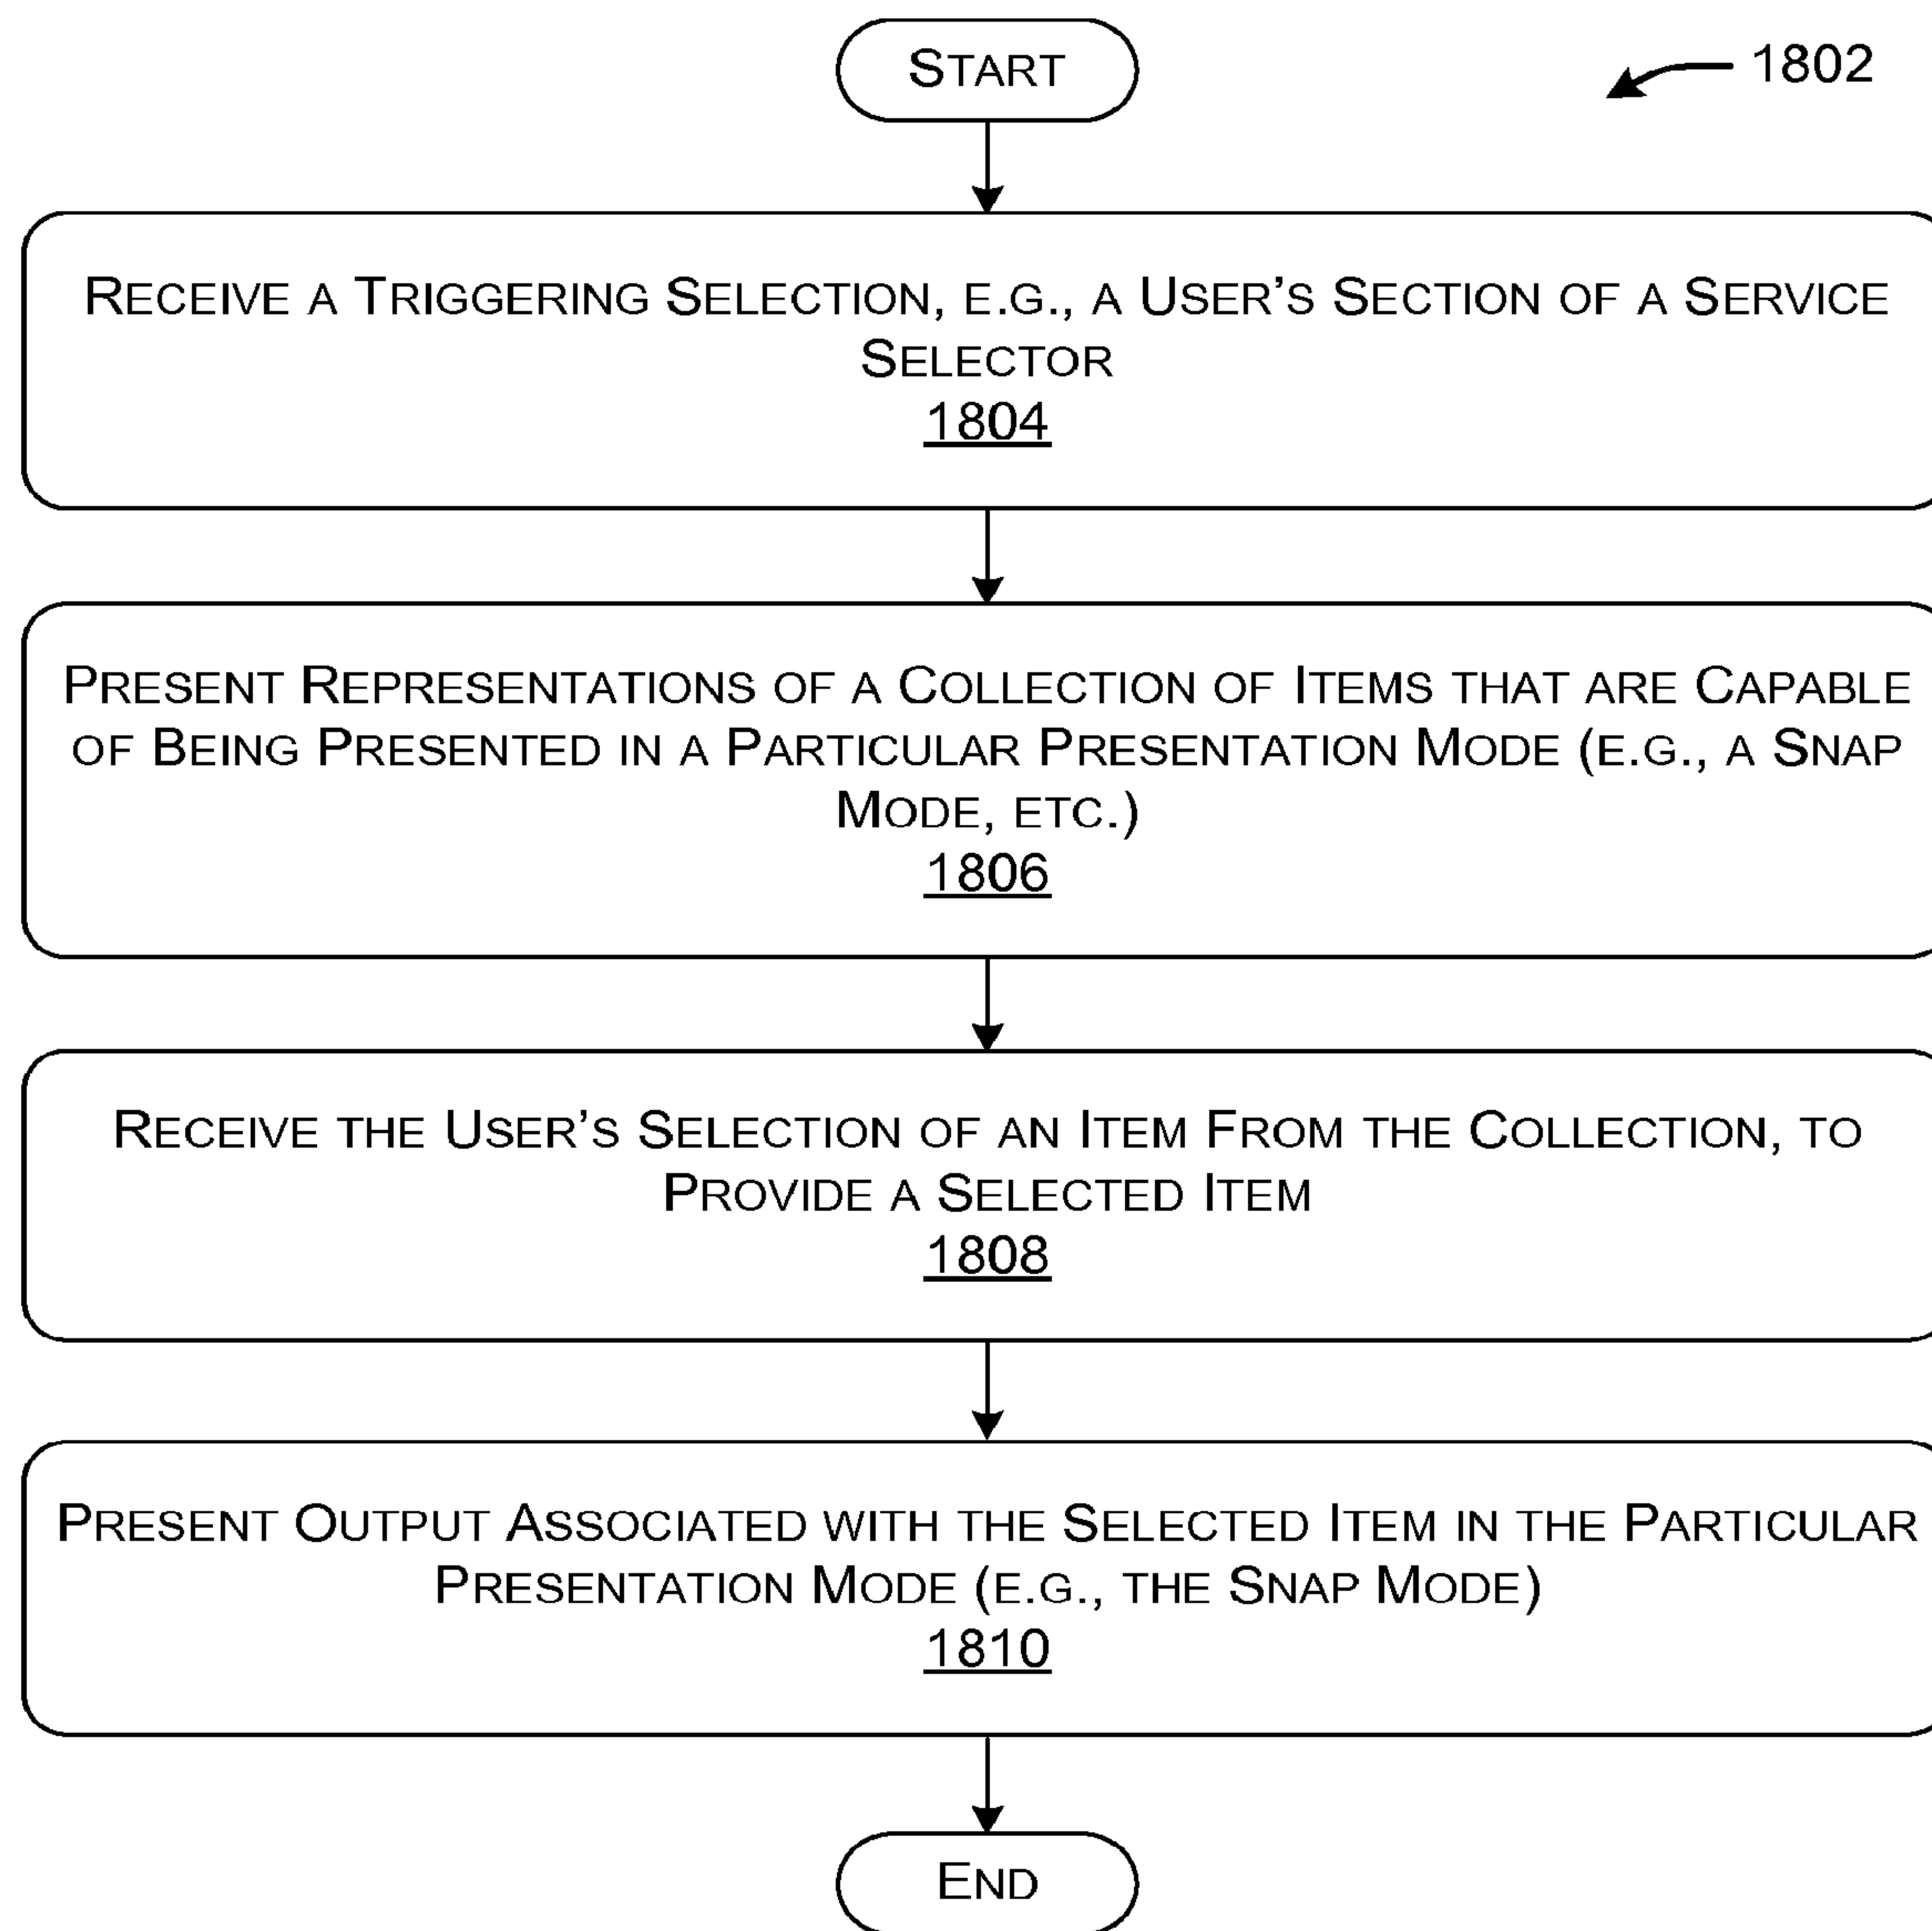 START
1802
RECEIVE A TRIGGERING SELECTION, E.G., A USER'S SECTION OF A SERVICE
SELECTOR
1804
PRESENT REPRESENTATIONS OF A COLLECTION OF ITEMS THAT ARE CAPABLE
OF BEING PRESENTED IN A PARTICULAR PRESENTATION MODE (E.G., A SNAP
MODE, ETC.)
1806
RECEIVE THE USER'S SELECTION OF AN ITEM FROM THE COLLECTION, TO
PROVIDE A SELECTED ITEM
1808
PRESENT OUTPUT ASSOCIATED WITH THE SELECTED ITEM IN THE PARTICULAR
PRESENTATION MODE (E.G., THE SNAP MODE)
1810
END